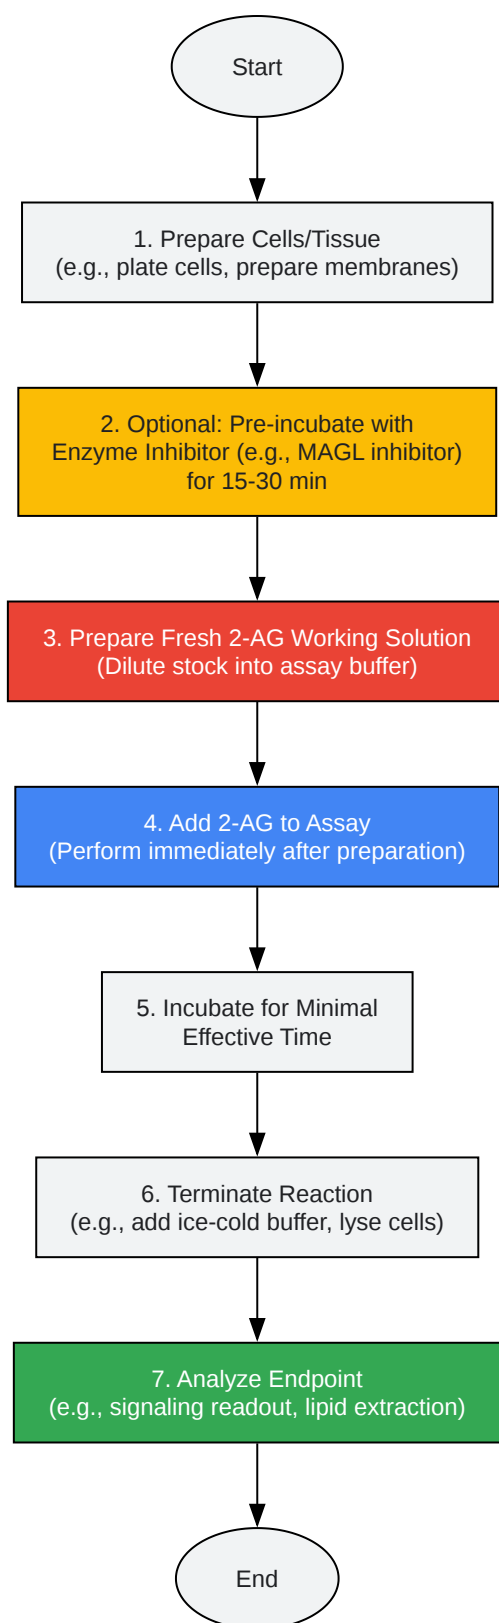 Start
1. Prepare Cells/Tissue
(e.g., plate cells, prepare membranes)
2. Optional: Pre-incubate with
Enzyme Inhibitor (e.g., MAGL inhibitor)
for 15-30 min
3. Prepare Fresh 2-AG Working Solution
(Dilute stock into assay buffer)
4. Add 2-AG to Assay
(Perform immediately after preparation)
5. Incubate for Minimal
Effective Time
6. Terminate Reaction
(e.g., add ice-cold buffer, lyse cells)
7. Analyze Endpoint
(e.g., signaling readout, lipid extraction)
End